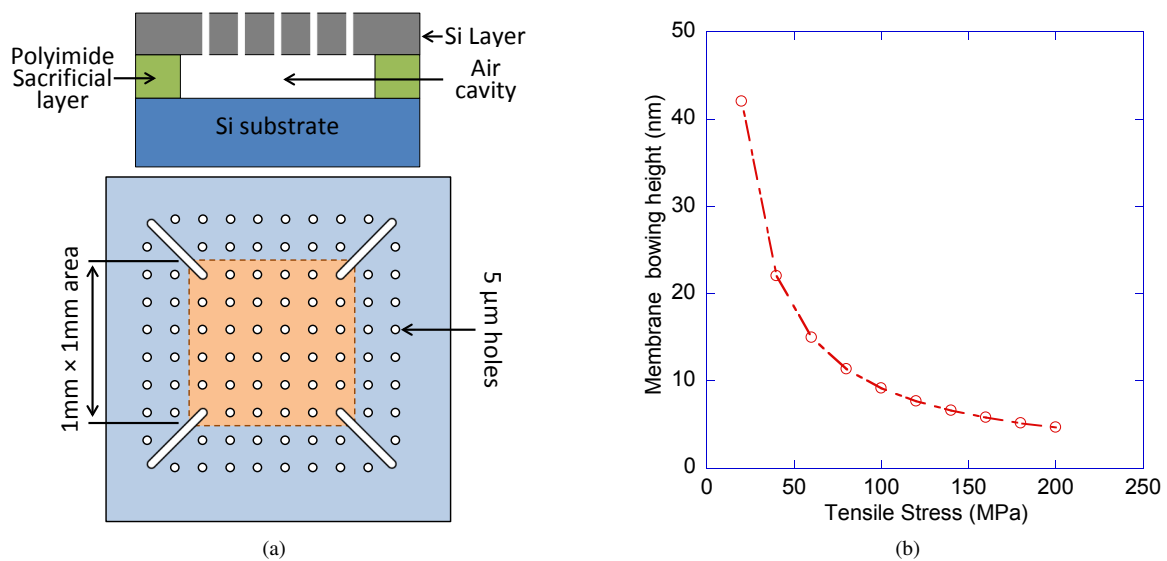 Polyimide
Sacrificial
layer
Si Layer
Air
cavity
Si substrate
1mm × 1mm area
5 µm holes
(a)
Membrane bowing height (nm)
50
40
30
20
10
0
0 50 100 150 200 250
Tensile Stress (MPa)
(b)